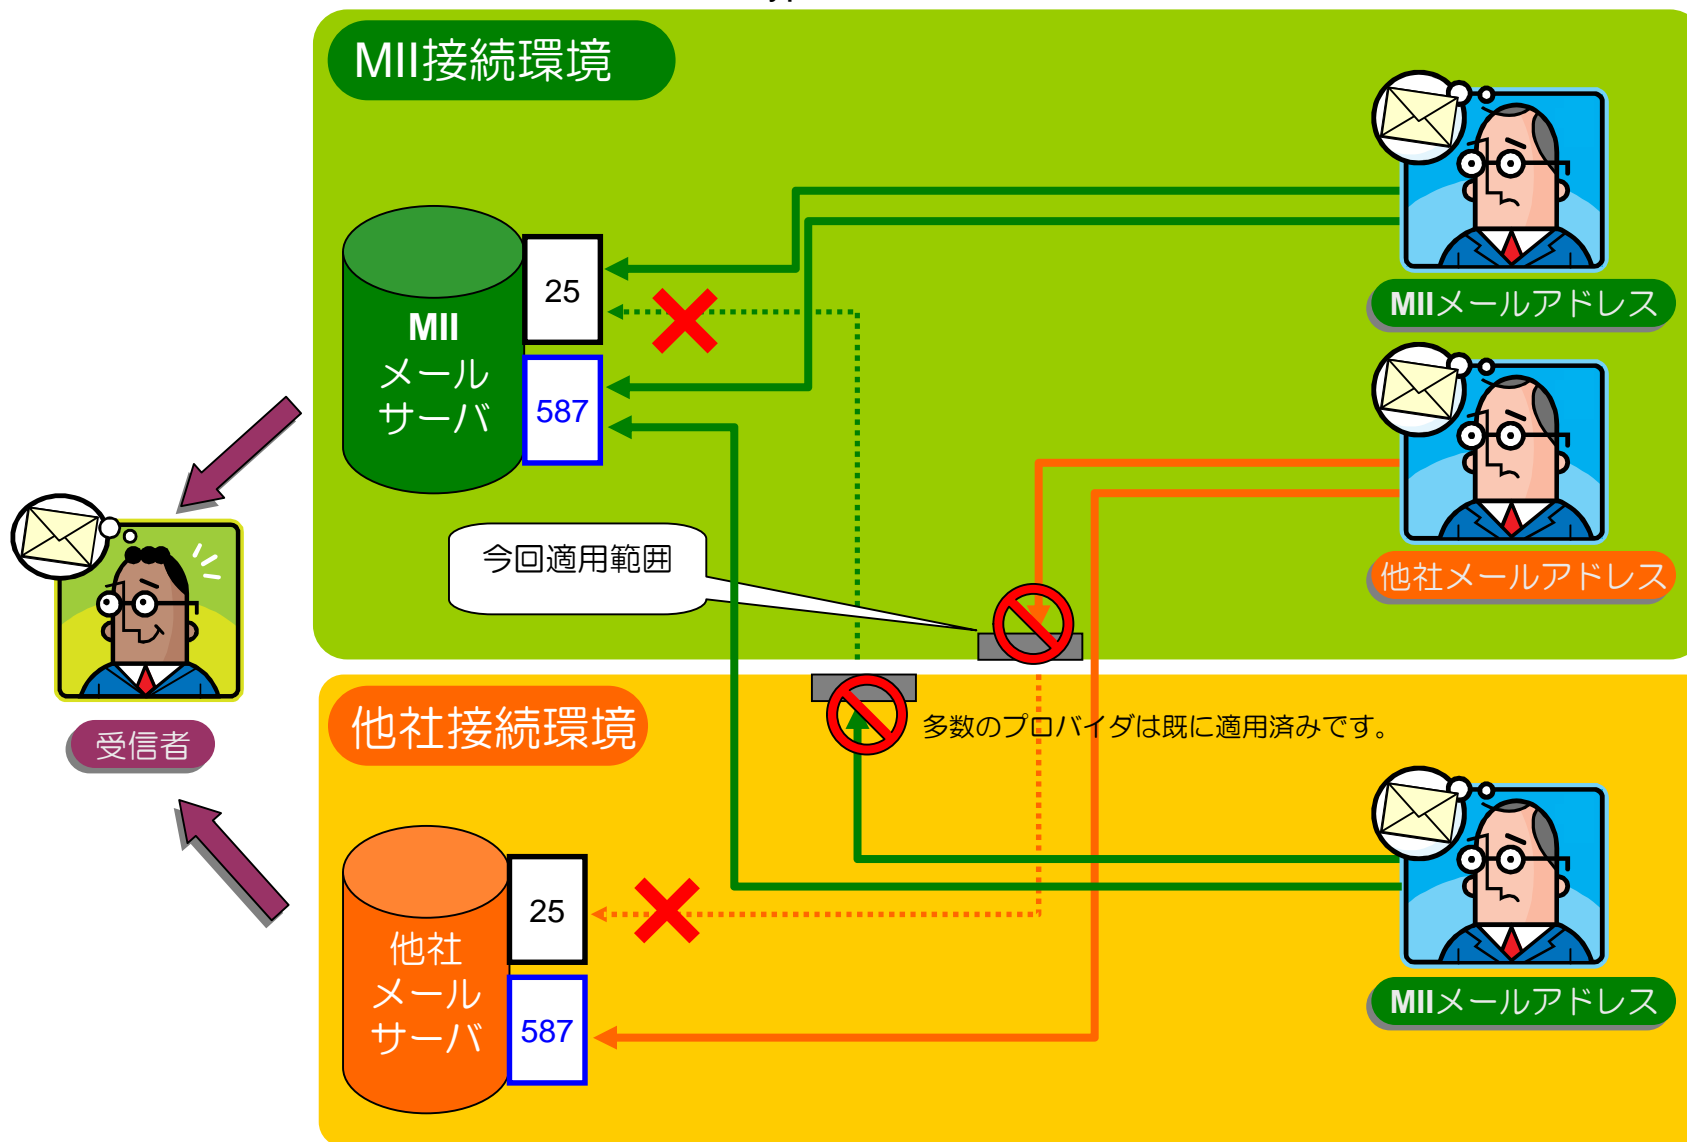 MII接続環境
25
MII
メール
サーバ
587
MIIメールアドレス
他社メールアドレス
今回適用範囲
受信者
他社接続環境
多数のプロバイダは既に適用済みです。
25
他社
メール
サーバ
587
MIIメールアドレス